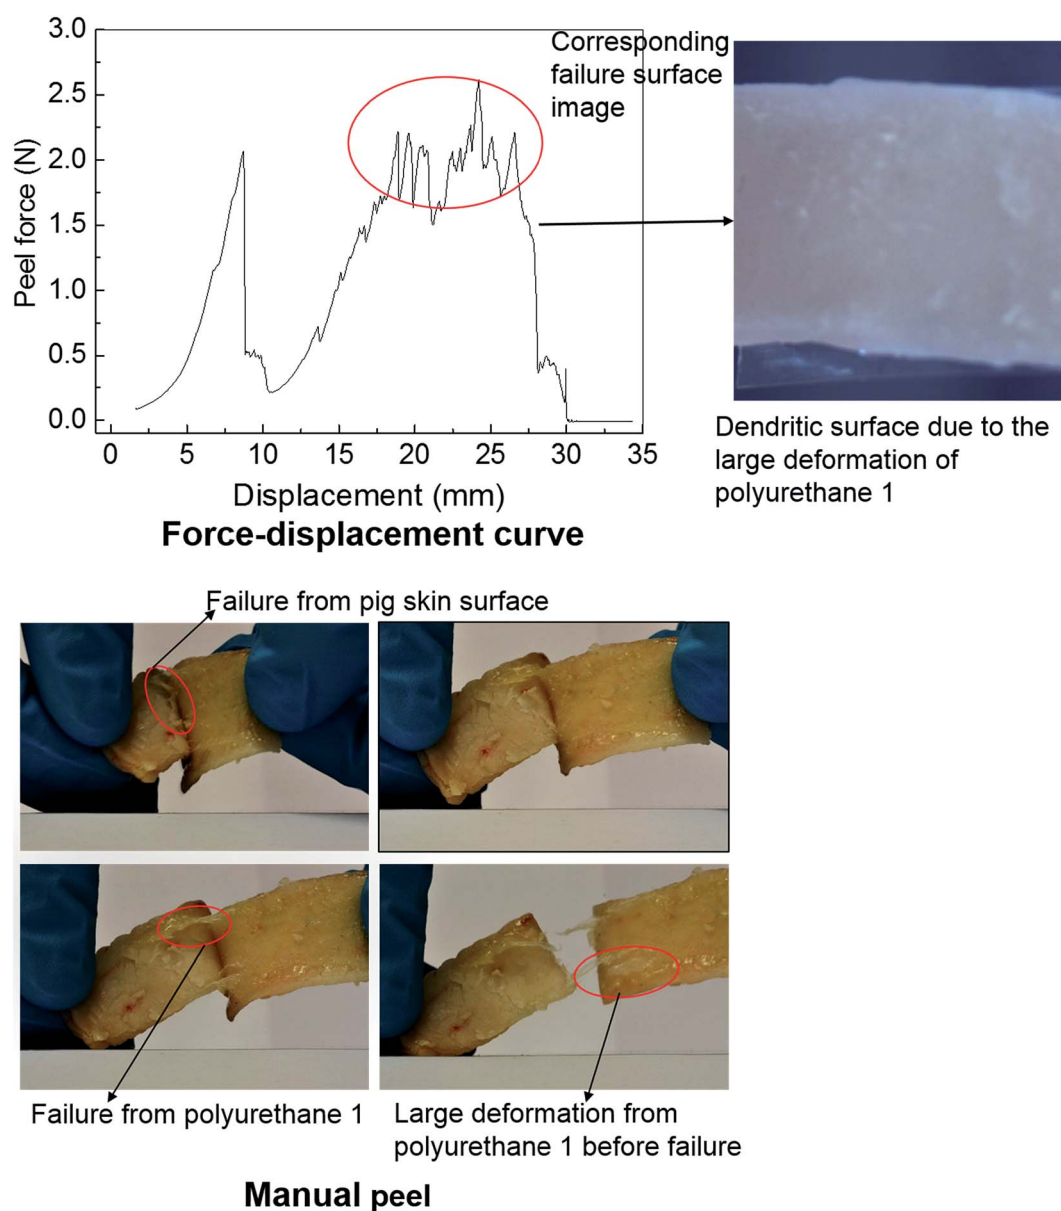 3.0
2.5
2.0
1.5
1.0
0.5
0.0
Peel force (N)
0 5 10 15 20 25 30 35
Displacement (mm)
Force-displacement curve
Corresponding
failure surface
image
Dendritic surface due to the
large deformation of
polyurethane 1
Failure from pig skin surface
Failure from polyurethane 1
Large deformation from
polyurethane 1 before failure
Manual peel